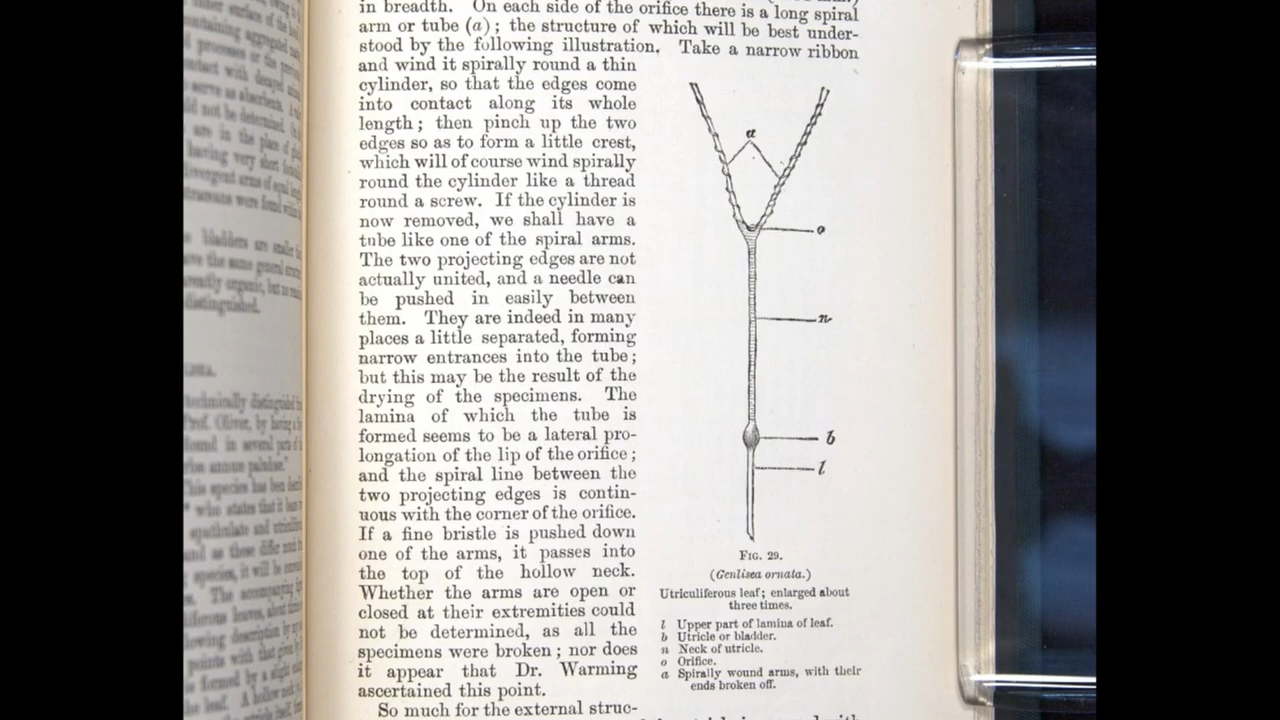 in breadth. On each side of the orifice there is a long spiral
arm or tube (a); the structure of which will be best under-
stood by the following illustration. Take a narrow ribbon
and wind it spirally round a thin
cylinder, so that the edges come
into contact along its whole
length; then pinch up the two
edges so as to form a little crest,
which will of course wind spirally
round the cylinder like a thread
round a screw. If the cylinder is
now removed, we shall have a
tube like one of the spiral arms.
The two projecting edges are not
actually united, and a needle can
be pushed in easily between
them. They are indeed in many
places a little separated, forming
narrow entrances into the tube;
but this may be the result of the
drying of the specimens. The
lamina of which the tube is
formed seems to be a lateral pro-
longation of the lip of the orifice;
and the spiral line between the
two projecting edges is contin-
uous with the corner of the orifice.
If a fine bristle is pushed down
one of the arms, it passes into
the top of the hollow neck.
Whether the arms are open or
closed at their extremities could
not be determined, as all the
specimens were broken; nor does
it appear that Dr. Warming
ascertained this point.
So much for the external struc-
a
o
n
b
l
FIG. 29.
(Genlisea ornata.)
Utriculiferous leaf; enlarged about
three times.
l Upper part of lamina of leaf.
b Utricle or bladder.
n Neck of utricle.
o Orifice.
a Spirally wound arms, with their
ends broken off.